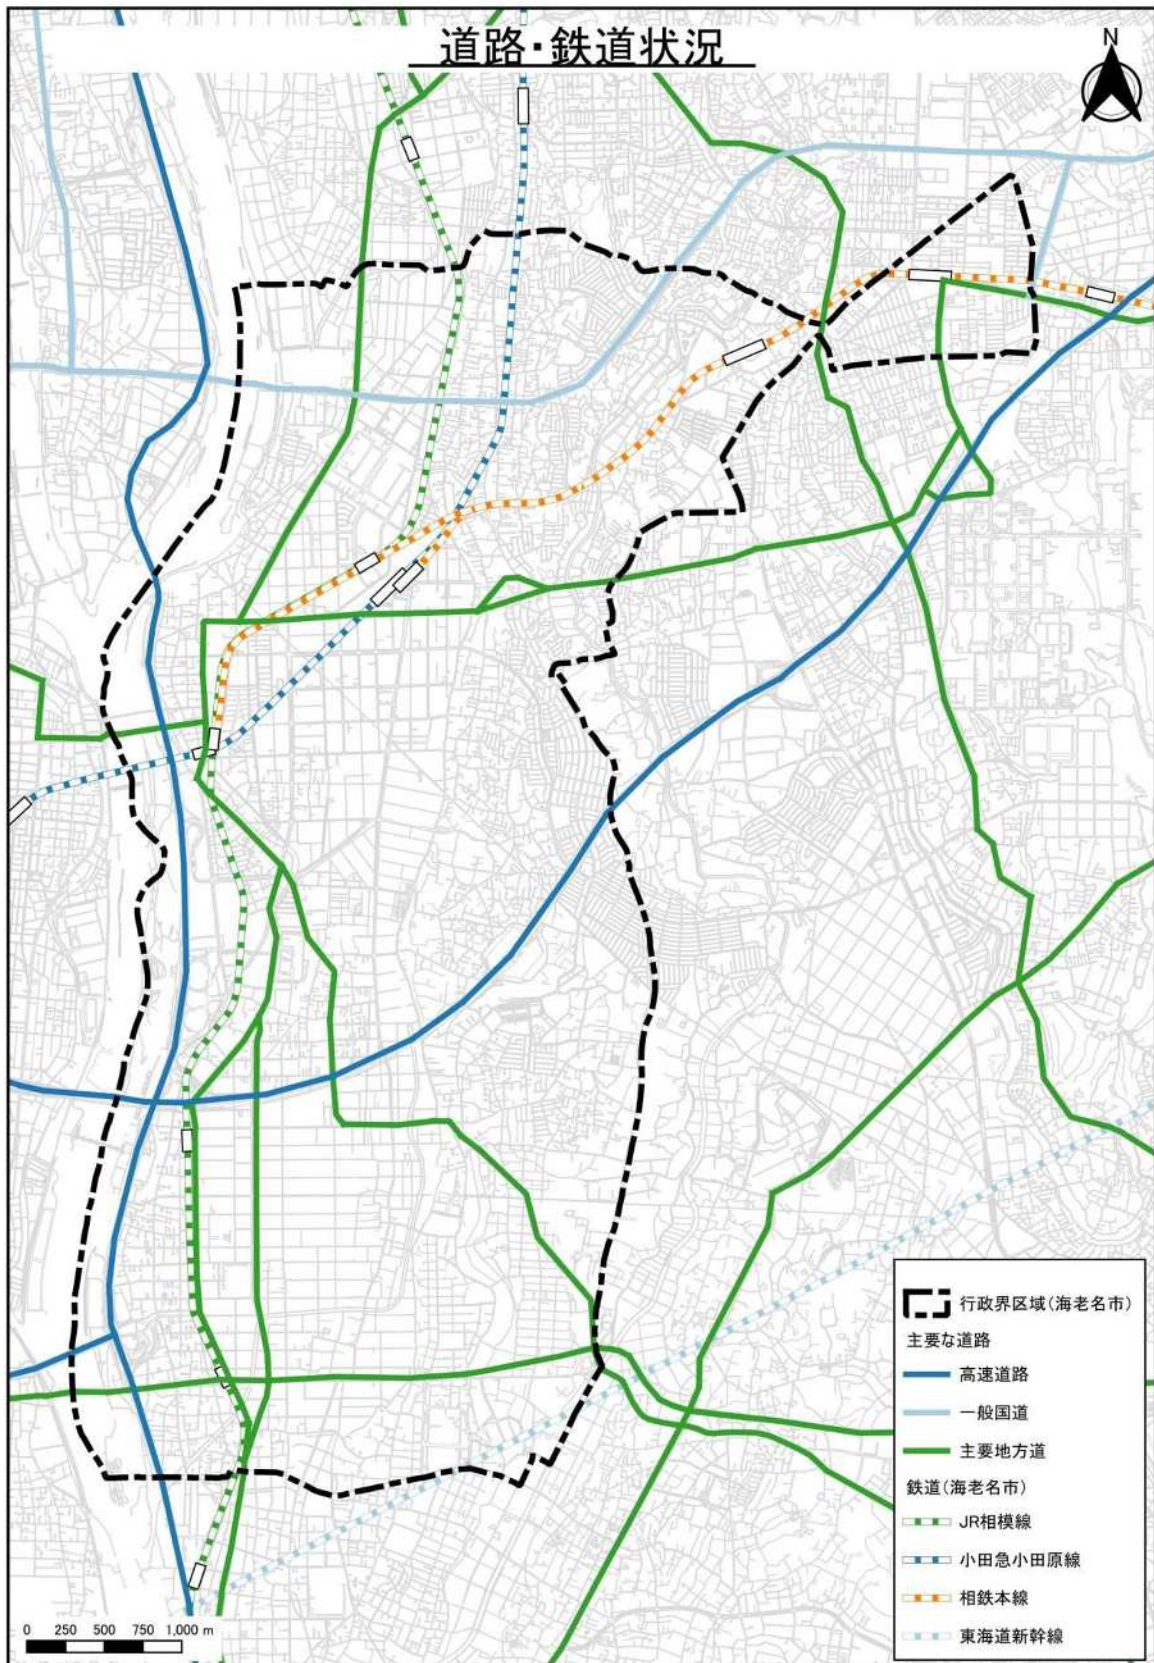 道路・鉄道状況
N
行政界区域(海老名市)
主要な道路
高速道路
一般国道
主要地方道
鉄道(海老名市)
JR相模線
小田急小田原線
相鉄本線
東海道新幹線
0 250 500 750 1,000 m